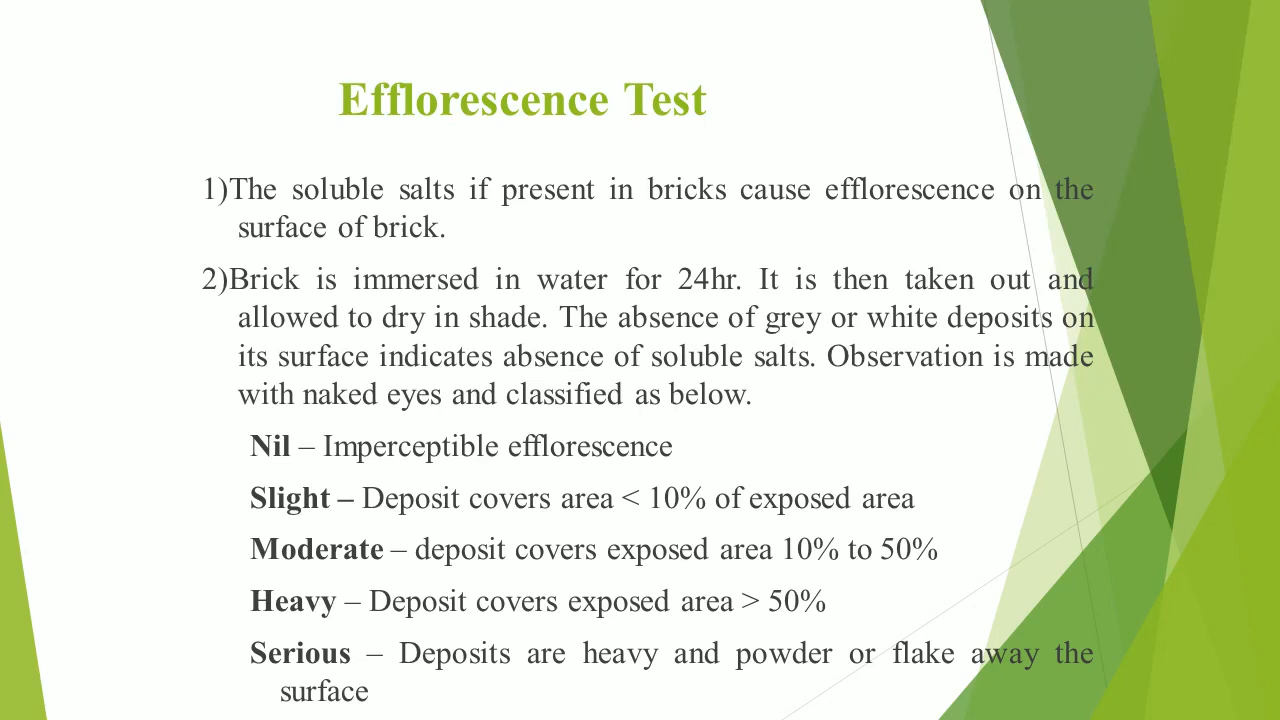 Efflorescence Test
1)The soluble salts if present in bricks cause efflorescence on the
surface of brick.
2)Brick is immersed in water for 24hr. It is then taken out and
allowed to dry in shade. The absence of grey or white deposits on
its surface indicates absence of soluble salts. Observation is made
with naked eyes and classified as below.
Nil – Imperceptible efflorescence
Slight – Deposit covers area < 10% of exposed area
Moderate – deposit covers exposed area 10% to 50%
Heavy – Deposit covers exposed area > 50%
Serious – Deposits are heavy and powder or flake away the
surface